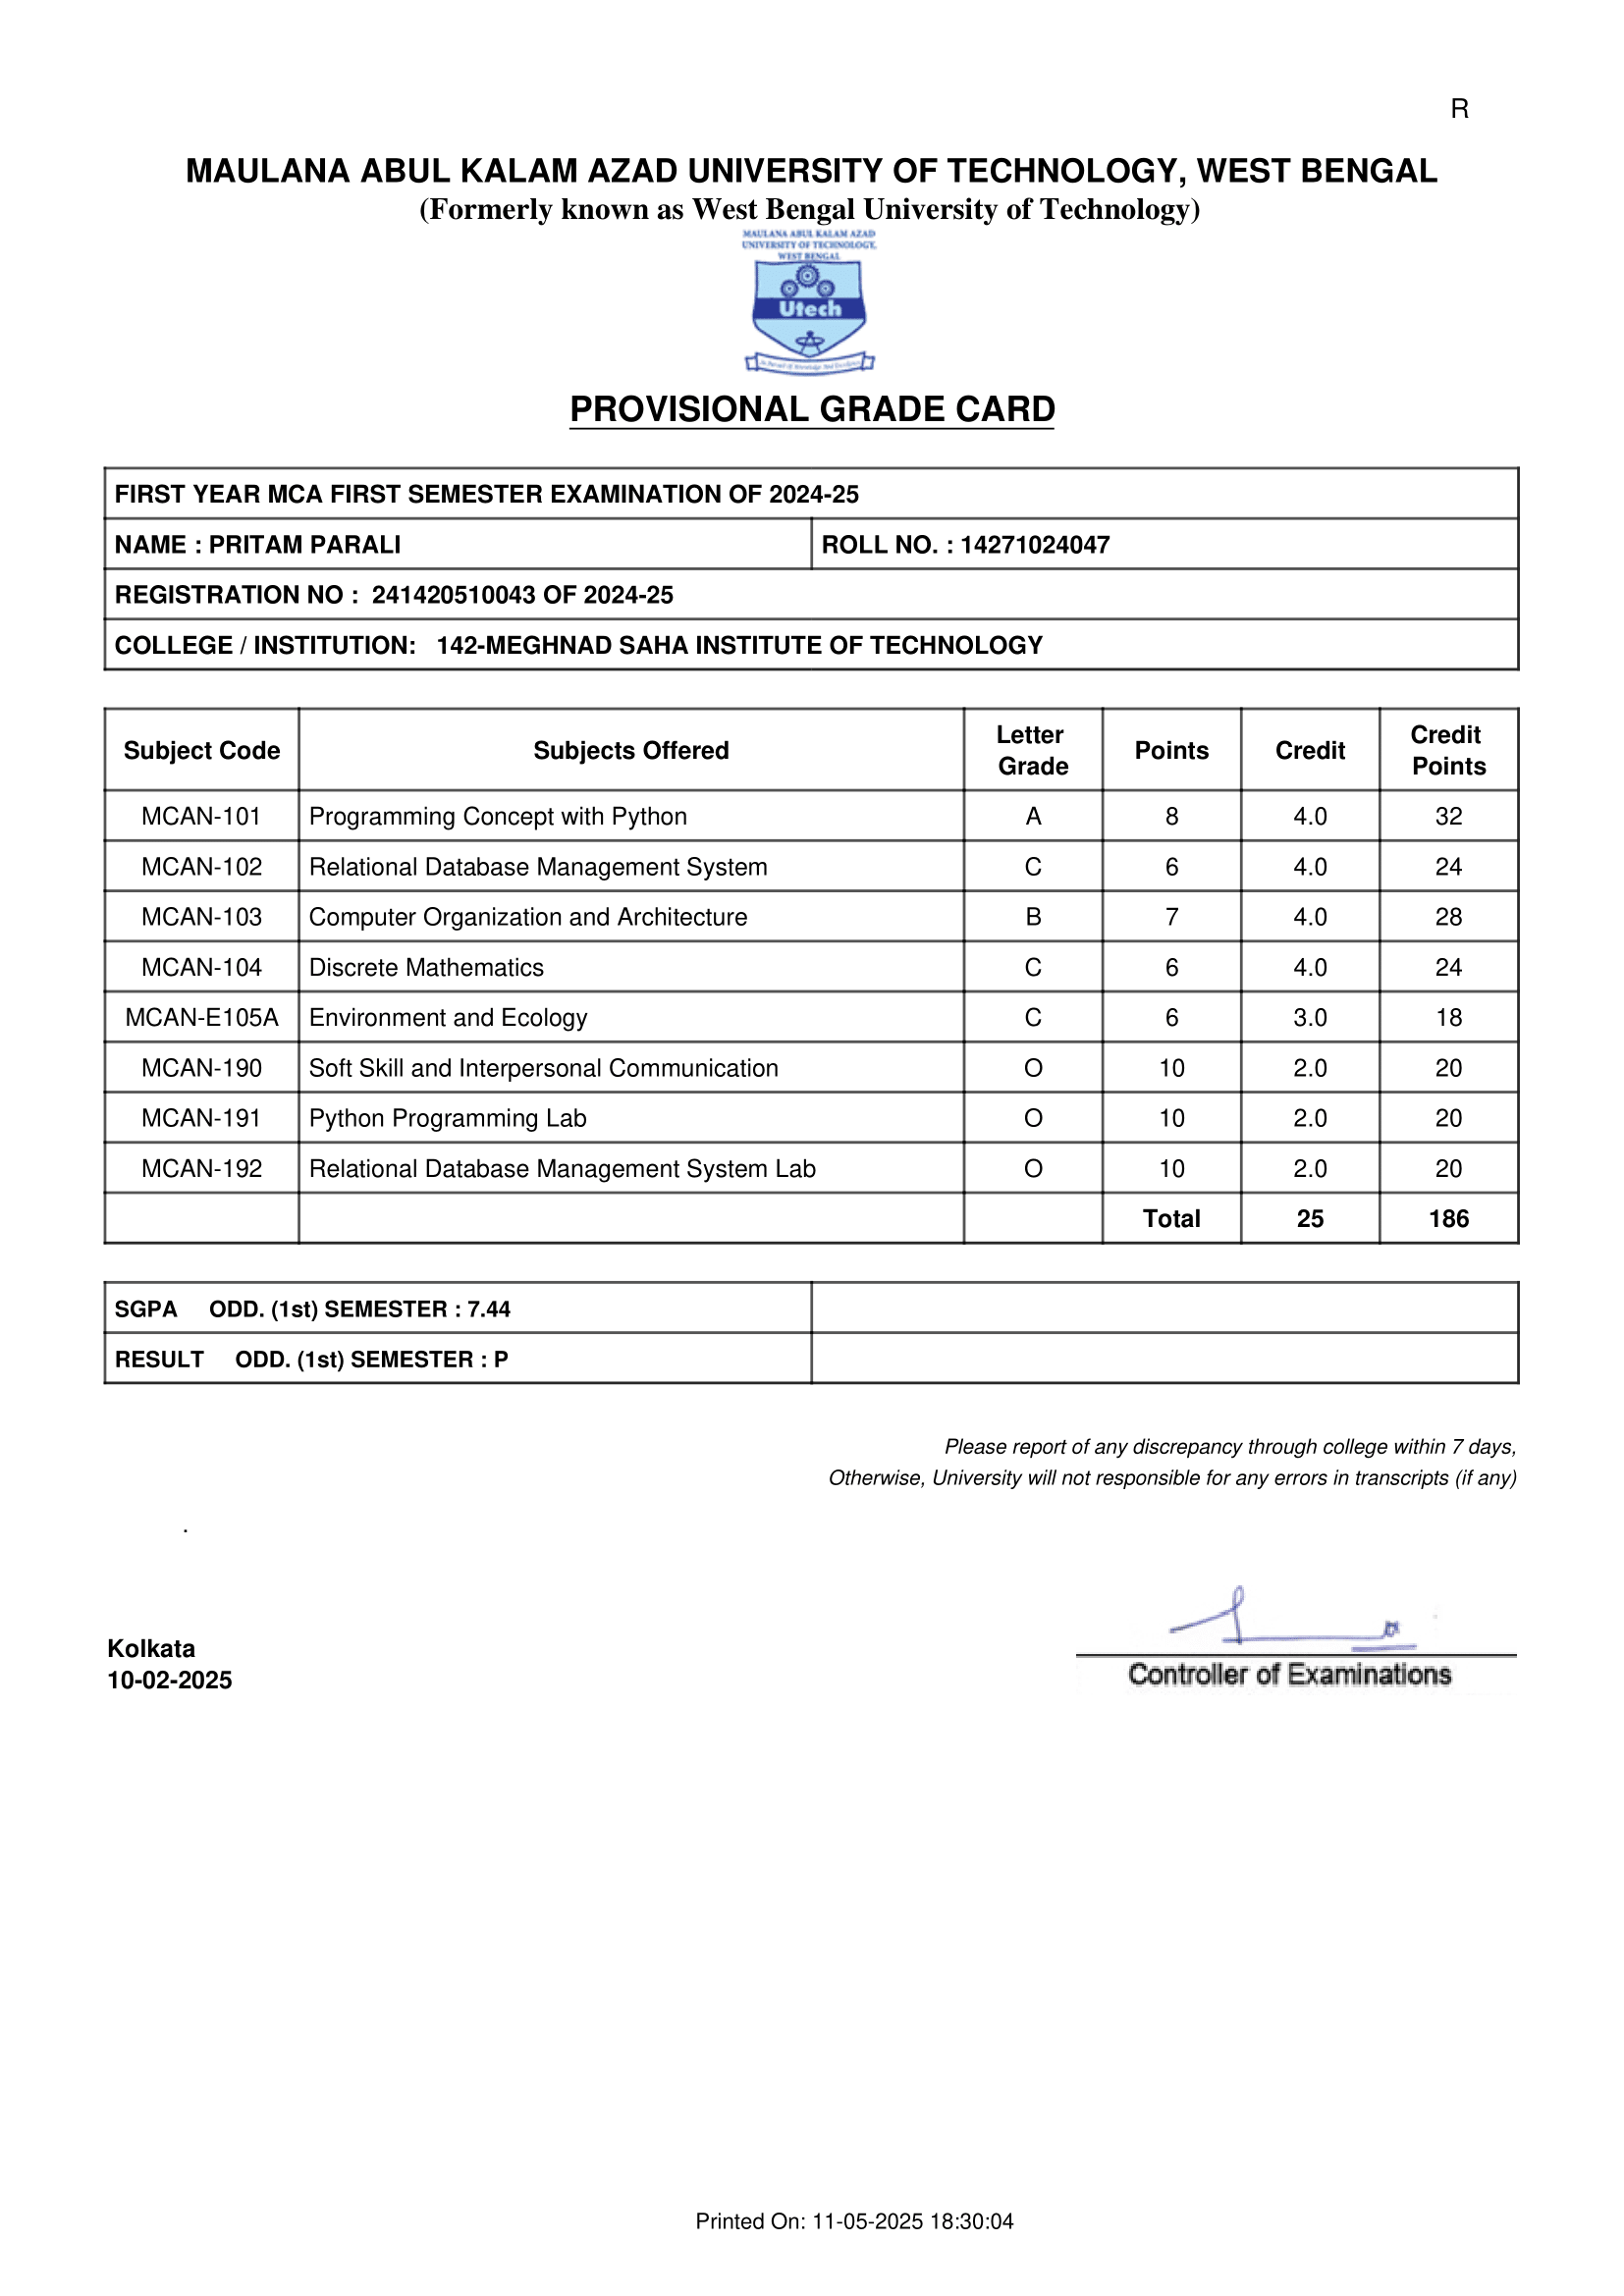 R
MAULANA ABUL KALAM AZAD UNIVERSITY OF TECHNOLOGY, WEST BENGAL
(Formerly known as West Bengal University of Technology)
MAULANA ABUL KALAM AZAD
UNIVERSITY OF TECHNOLOGY,
WEST BENGAL
Utech
In Pursuit of Knowledge And Excellence
PROVISIONAL GRADE CARD
FIRST YEAR MCA FIRST SEMESTER EXAMINATION OF 2024-25
NAME : PRITAM PARALI ROLL NO. : 14271024047
REGISTRATION NO : 241420510043 OF 2024-25
COLLEGE / INSTITUTION: 142-MEGHNAD SAHA INSTITUTE OF TECHNOLOGY
Subject Code Subjects Offered Letter Grade Points Credit Credit Points
MCAN-101 Programming Concept with Python A 8 4.0 32
MCAN-102 Relational Database Management System C 6 4.0 24
MCAN-103 Computer Organization and Architecture B 7 4.0 28
MCAN-104 Discrete Mathematics C 6 4.0 24
MCAN-E105A Environment and Ecology C 6 3.0 18
MCAN-190 Soft Skill and Interpersonal Communication O 10 2.0 20
MCAN-191 Python Programming Lab O 10 2.0 20
MCAN-192 Relational Database Management System Lab O 10 2.0 20
Total 25 186
SGPA ODD. (1st) SEMESTER : 7.44
RESULT ODD. (1st) SEMESTER : P
Please report of any discrepancy through college within 7 days,
Otherwise, University will not responsible for any errors in transcripts (if any)
.
Kolkata
10-02-2025
Controller of Examinations
Printed On: 11-05-2025 18:30:04